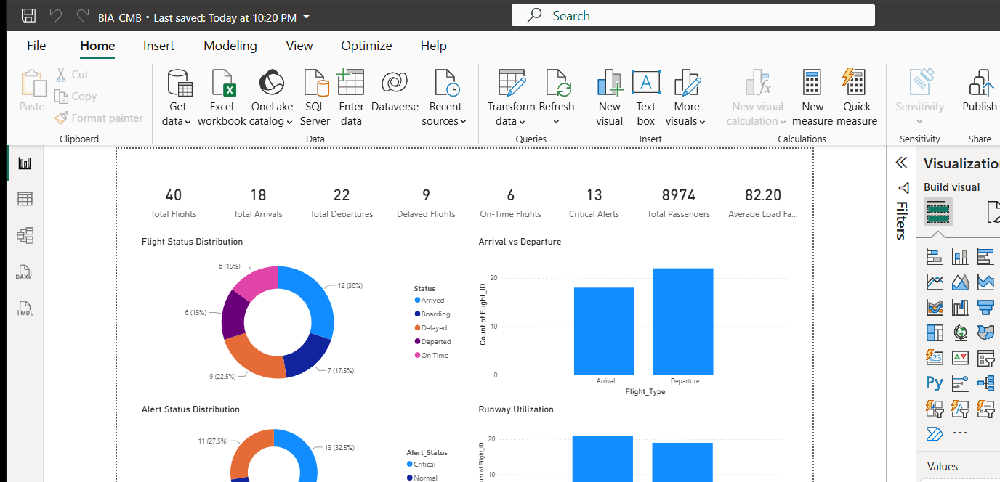 BIA_CMB • Last saved: Today at 10:20 PM
Search
File Home Insert Modeling View Optimize Help
Paste
Cut
Copy
Format painter
Clipboard
Get data
Excel workbook
OneLake catalog
SQL Server
Enter data
Dataverse
Recent sources
Data
Transform data
Refresh
Queries
New visual
Text box
More visuals
Insert
New visual calculation
New measure
Quick measure
Calculations
Sensitivity
Sensitivity
Publish
Share
DAX
TMDL
40 18 22 9 6 13 8974 82.20
Total Flights Total Arrivals Total Departures Delayed Flights On-Time Flights Critical Alerts Total Passengers Average Load Fa...
Flight Status Distribution
6 (15%)
12 (30%)
6 (15%)
9 (22.5%)
7 (17.5%)
Status
Arrived
Boarding
Delayed
Departed
On Time
Arrival vs Departure
Count of Flight_ID
20
10
0
Arrival Departure
Flight_Type
Alert Status Distribution
11 (27.5%)
13 (32.5%)
Alert_Status
Critical
Normal
Runway Utilization
unt of Flight_ID
20
10
Filters
Visualizatio
Build visual
123
Py
Values